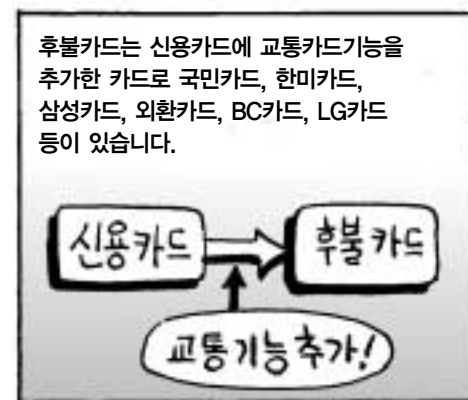 후불카드는 신용카드에 교통카드기능을
추가한 카드로 국민카드, 한미카드,
삼성카드, 외환카드, BC카드, LG카드
등이 있습니다.
신용카드
후불카드
교통기능추가!